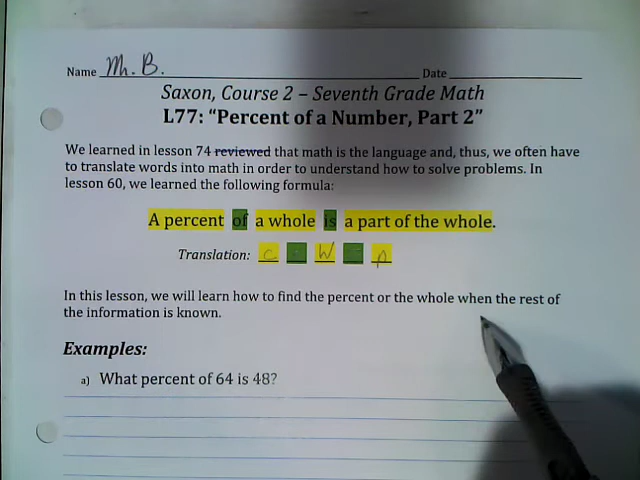 Name Mr. B. Date
Saxon, Course 2 – Seventh Grade Math
L77: “Percent of a Number, Part 2”
We learned in lesson 74 reviewed that math is the language and, thus, we often have
to translate words into math in order to understand how to solve problems. In
lesson 60, we learned the following formula:
A percent of a whole is a part of the whole.
Translation: c · W = p
In this lesson, we will learn how to find the percent or the whole when the rest of
the information is known.
Examples:
a) What percent of 64 is 48?